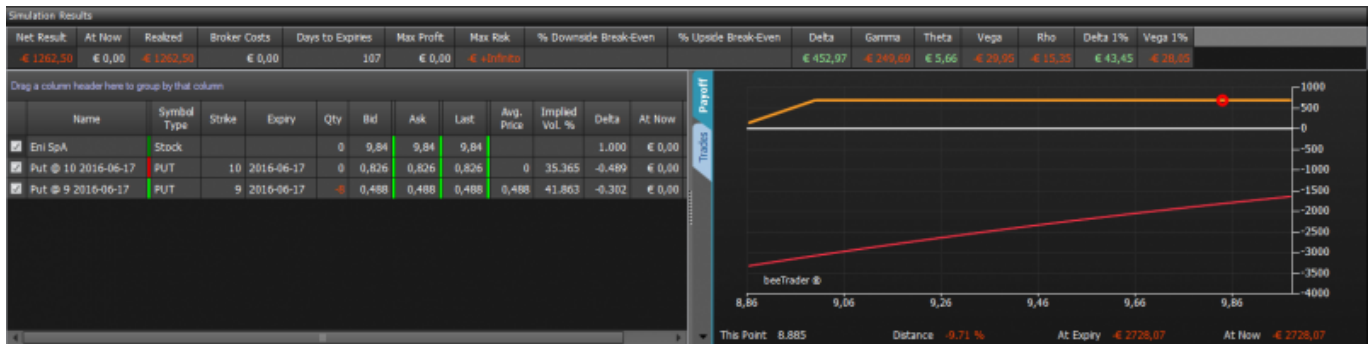 Simulation Results
Net Result At Now Realized Broker Costs Days to Expiries Max Profit Max Risk % Downside Break-Even % Upside Break-Even Delta Gamma Theta Vega Rho Delta 1% Vega 1%
-€ 1262,50 € 0,00 -€ 1262,50 € 0,00 107 € 0,00 -€ +Infinito € 452,97 -€ 249,69 € 5,66 -€ 29,95 -€ 15,35 € 43,45 -€ 28,05
Drag a column header here to group by that column
Name Symbol Type Strike Expiry Qty Bid Ask Last Avg. Price Implied Vol. % Delta At Now
Eni SpA Stock 0 9,84 9,84 9,84 1.000 € 0,00
Put @ 10 2016-06-17 PUT 10 2016-06-17 0 0,826 0,826 0,826 0 35.365 -0.489 € 0,00
Put @ 9 2016-06-17 PUT 9 2016-06-17 0,488 0,488 0,488 0,488 41.863 -0.302 € 0,00
Payoff
Trades
1000
500
0
-500
-1000
-1500
-2000
-2500
-3000
-3500
-4000
beeTrader ®
8,86 9,06 9,26 9,46 9,66 9,86
This Point 8.885 Distance -9.71 % At Expiry -€ 2728,07 At Now -€ 2728,07